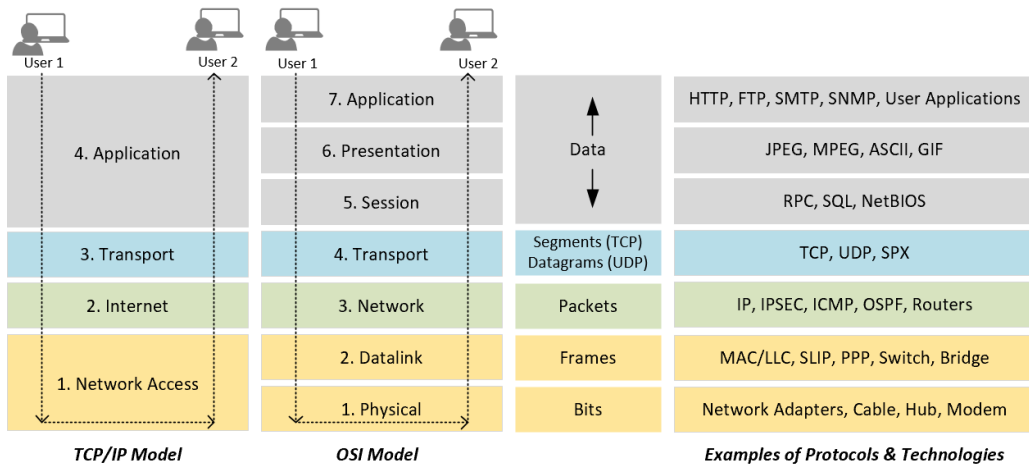 User 1
User 2
User 1
User 2
4. Application
3. Transport
2. Internet
1. Network Access
TCP/IP Model
7. Application
6. Presentation
5. Session
4. Transport
3. Network
2. Datalink
1. Physical
OSI Model
Data
Segments (TCP)
Datagrams (UDP)
Packets
Frames
Bits
HTTP, FTP, SMTP, SNMP, User Applications
JPEG, MPEG, ASCII, GIF
RPC, SQL, NetBIOS
TCP, UDP, SPX
IP, IPSEC, ICMP, OSPF, Routers
MAC/LLC, SLIP, PPP, Switch, Bridge
Network Adapters, Cable, Hub, Modem
Examples of Protocols & Technologies